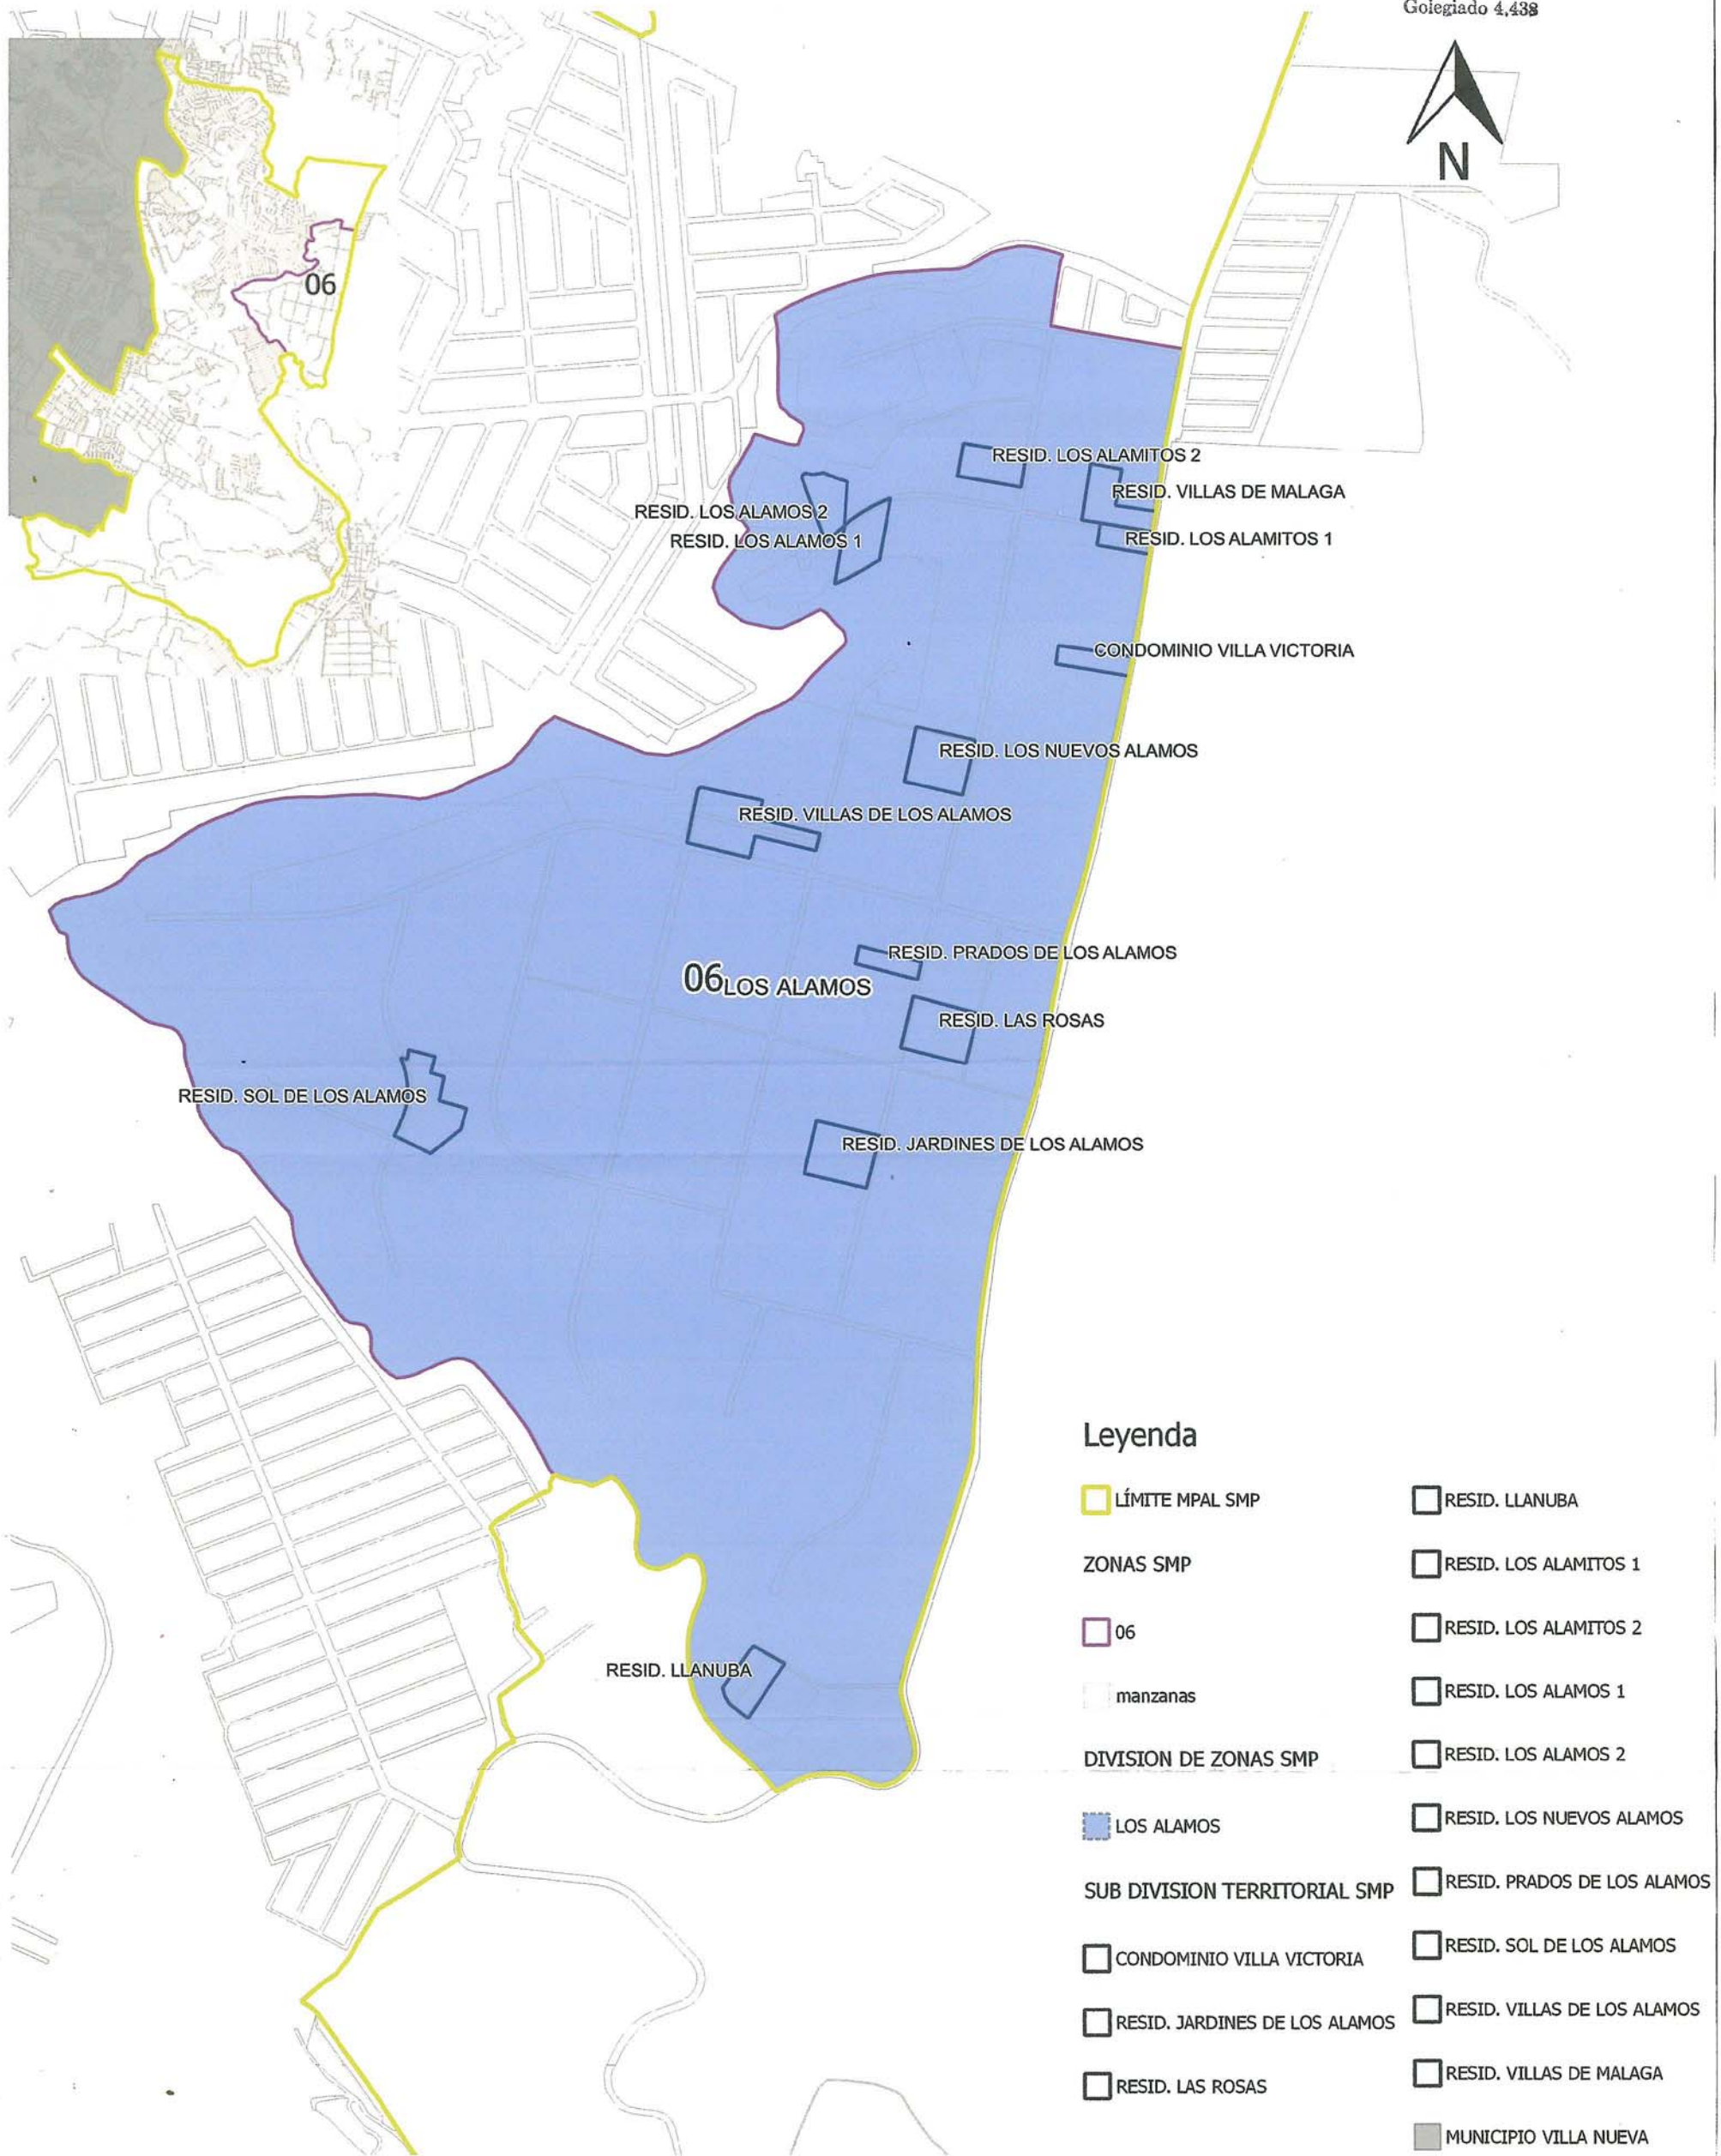 Golegiado 4,438
N
06
RESID. LOS ALAMITOS 2
RESID. VILLAS DE MALAGA
RESID. LOS ALAMOS 2
RESID. LOS ALAMOS 1
RESID. LOS ALAMITOS 1
CONDOMINIO VILLA VICTORIA
RESID. LOS NUEVOS ALAMOS
RESID. VILLAS DE LOS ALAMOS
RESID. PRADOS DE LOS ALAMOS
06 LOS ALAMOS
RESID. LAS ROSAS
RESID. SOL DE LOS ALAMOS
RESID. JARDINES DE LOS ALAMOS
RESID. LLANUBA
Leyenda
LÍMITE MPAL SMP
ZONAS SMP
06
manzanas
DIVISION DE ZONAS SMP
LOS ALAMOS
SUB DIVISION TERRITORIAL SMP
CONDOMINIO VILLA VICTORIA
RESID. JARDINES DE LOS ALAMOS
RESID. LAS ROSAS
RESID. LLANUBA
RESID. LOS ALAMITOS 1
RESID. LOS ALAMITOS 2
RESID. LOS ALAMOS 1
RESID. LOS ALAMOS 2
RESID. LOS NUEVOS ALAMOS
RESID. PRADOS DE LOS ALAMOS
RESID. SOL DE LOS ALAMOS
RESID. VILLAS DE LOS ALAMOS
RESID. VILLAS DE MALAGA
MUNICIPIO VILLA NUEVA